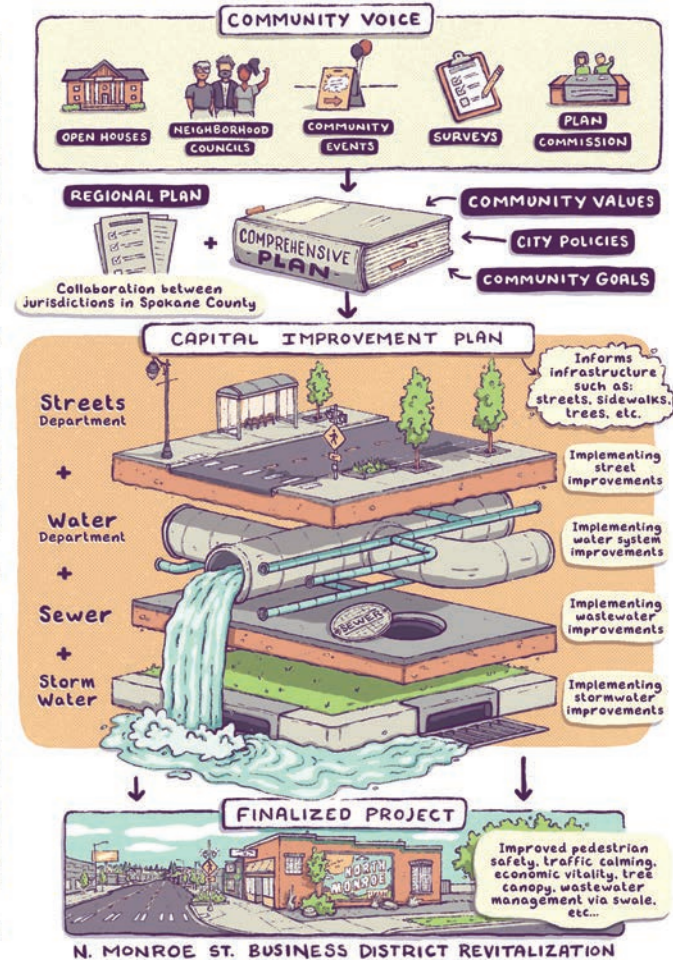 COMMUNITY VOICE
OPEN HOUSES
NEIGHBORHOOD
COUNCILS
COMMUNITY
EVENTS
SURVEYS
PLAN
COMMISSION
REGIONAL PLAN
+
Collaboration between
jurisdictions in Spokane County
COMPREHENSIVE
PLAN
COMMUNITY VALUES
CITY POLICIES
COMMUNITY GOALS
CAPITAL IMPROVEMENT PLAN
Informs
infrastructure
such as:
streets, sidewalks,
trees, etc.
Streets
Department
Implementing
street
improvements
+
Water
Department
Implementing
water system
improvements
+
Sewer
SEWER
Implementing
wastewater
improvements
+
Storm
Water
Implementing
stormwater
improvements
FINALIZED PROJECT
NORTH
MONROE
Improved pedestrian
safety, traffic calming,
economic vitality, tree
canopy, wastewater
management via swale,
etc...
N. MONROE ST. BUSINESS DISTRICT REVITALIZATION